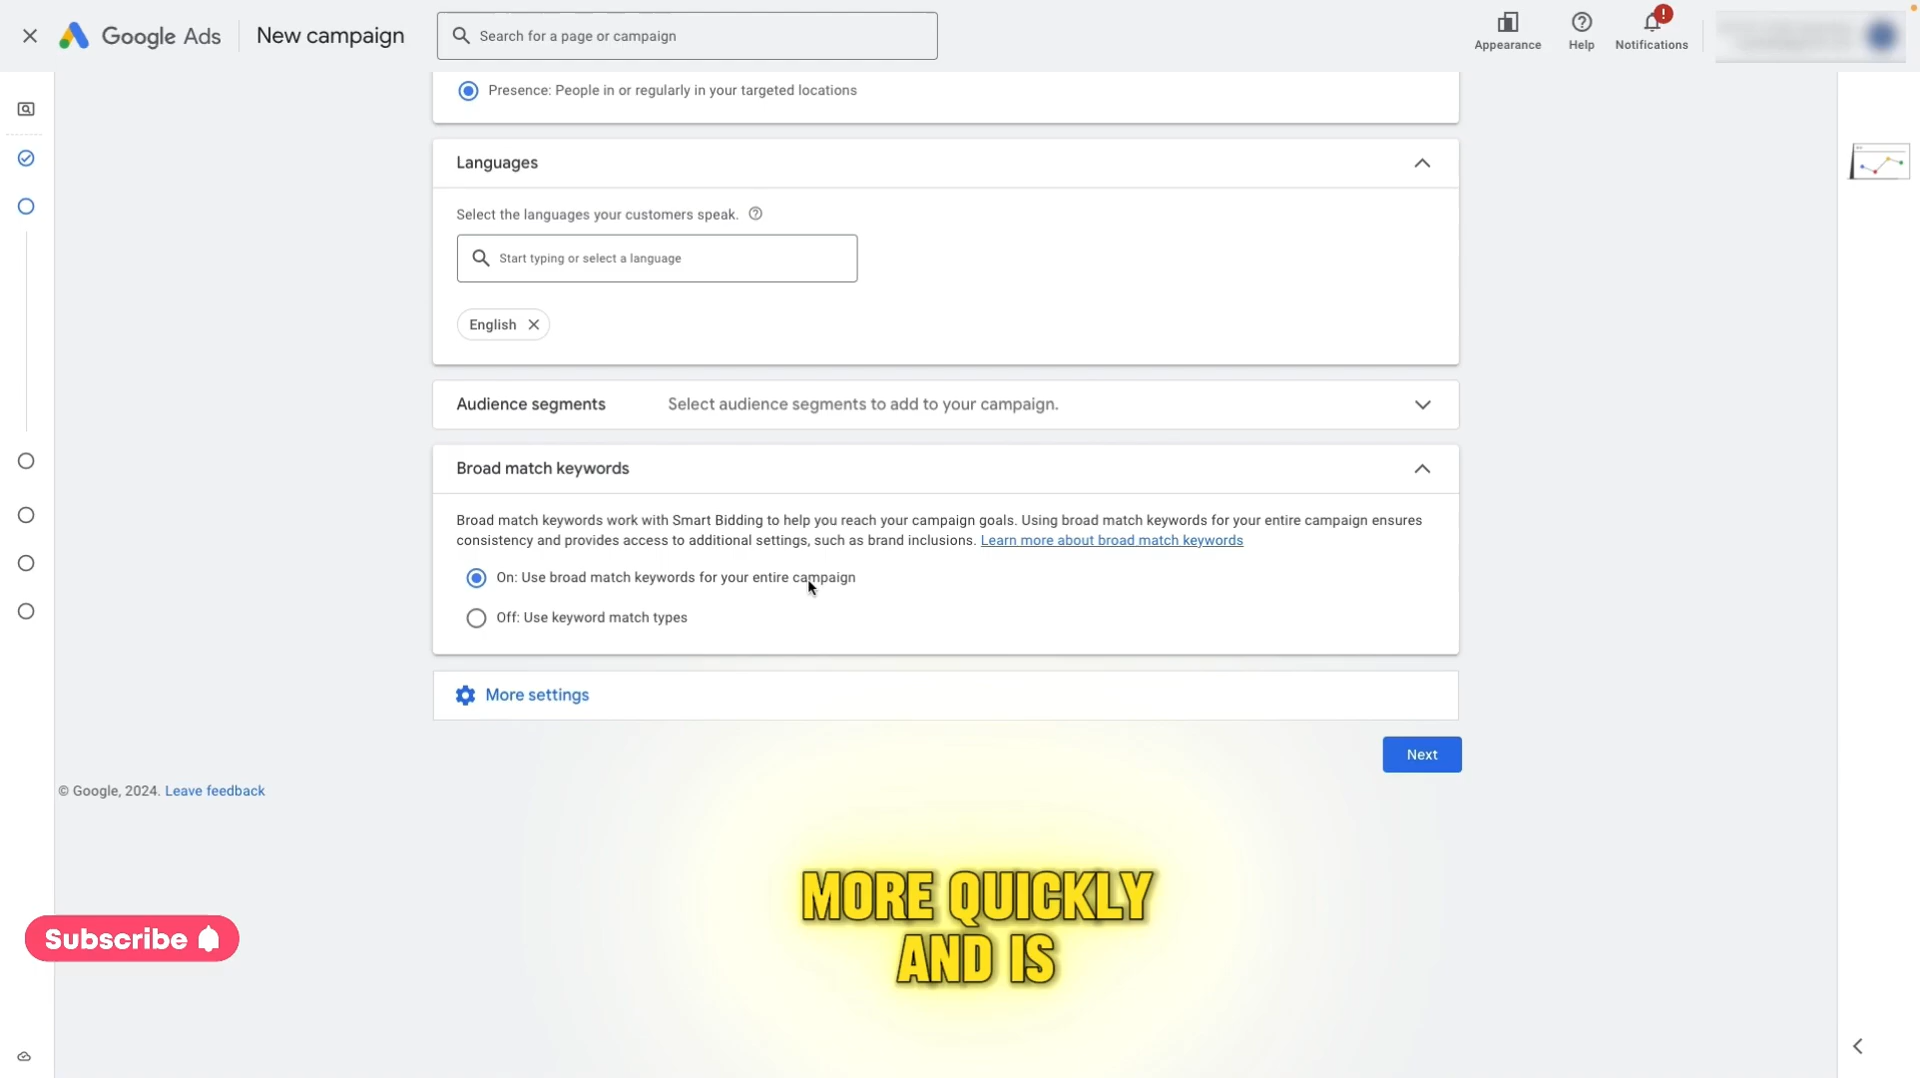 Google Ads
New campaign
Search for a page or campaign
Appearance
Help
!
Notifications
Presence: People in or regularly in your targeted locations
Languages
Select the languages your customers speak.
Start typing or select a language
English
Audience segments
Select audience segments to add to your campaign.
Broad match keywords
Broad match keywords work with Smart Bidding to help you reach your campaign goals. Using broad match keywords for your entire campaign ensures
consistency and provides access to additional settings, such as brand inclusions. Learn more about broad match keywords
On: Use broad match keywords for your entire campaign
Off: Use keyword match types
More settings
Next
© Google, 2024. Leave feedback
MORE QUICKLY
AND IS
Subscribe